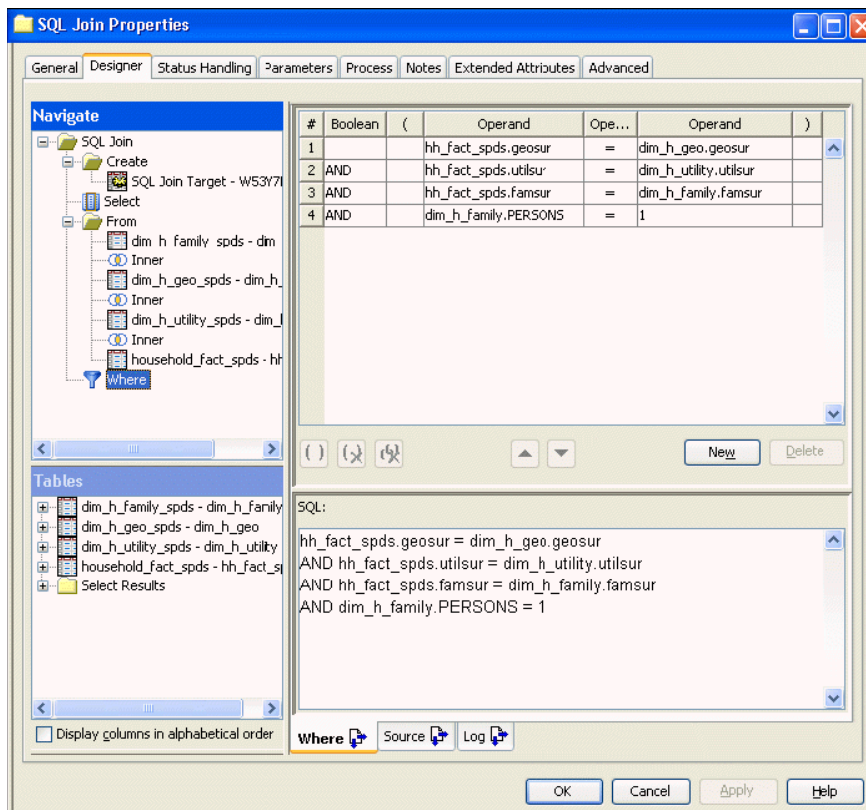 SQL Join Properties
General Designer Status Handling Parameters Process Notes Extended Attributes Advanced
Navigate
SQL Join
Create
SQL Join Target - W53Y7
Select
From
dim_h_family_spds - dim_
Inner
dim_h_geo_spds - dim_h_
Inner
dim_h_utility_spds - dim_
Inner
household_fact_spds - hh
Where
# Boolean ( Operand Ope... Operand )
1 hh_fact_spds.geosur = dim_h_geo.geosur
2 AND hh_fact_spds.utilsur = dim_h_utility.utilsur
3 AND hh_fact_spds.famsur = dim_h_family.famsur
4 AND dim_h_family.PERSONS = 1
New Delete
Tables
dim_h_family_spds - dim_h_family
dim_h_geo_spds - dim_h_geo
dim_h_utility_spds - dim_h_utility
household_fact_spds - hh_fact_s
Select Results
Display columns in alphabetical order
SQL:
hh_fact_spds.geosur = dim_h_geo.geosur
AND hh_fact_spds.utilsur = dim_h_utility.utilsur
AND hh_fact_spds.famsur = dim_h_family.famsur
AND dim_h_family.PERSONS = 1
Where Source Log
OK Cancel Apply Help